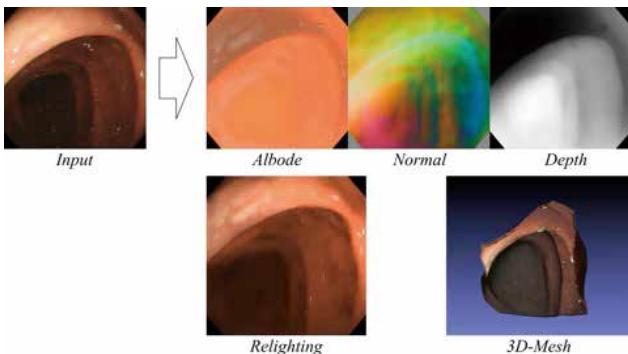 Input
Albode
Normal
Depth
Relighting
3D-Mesh